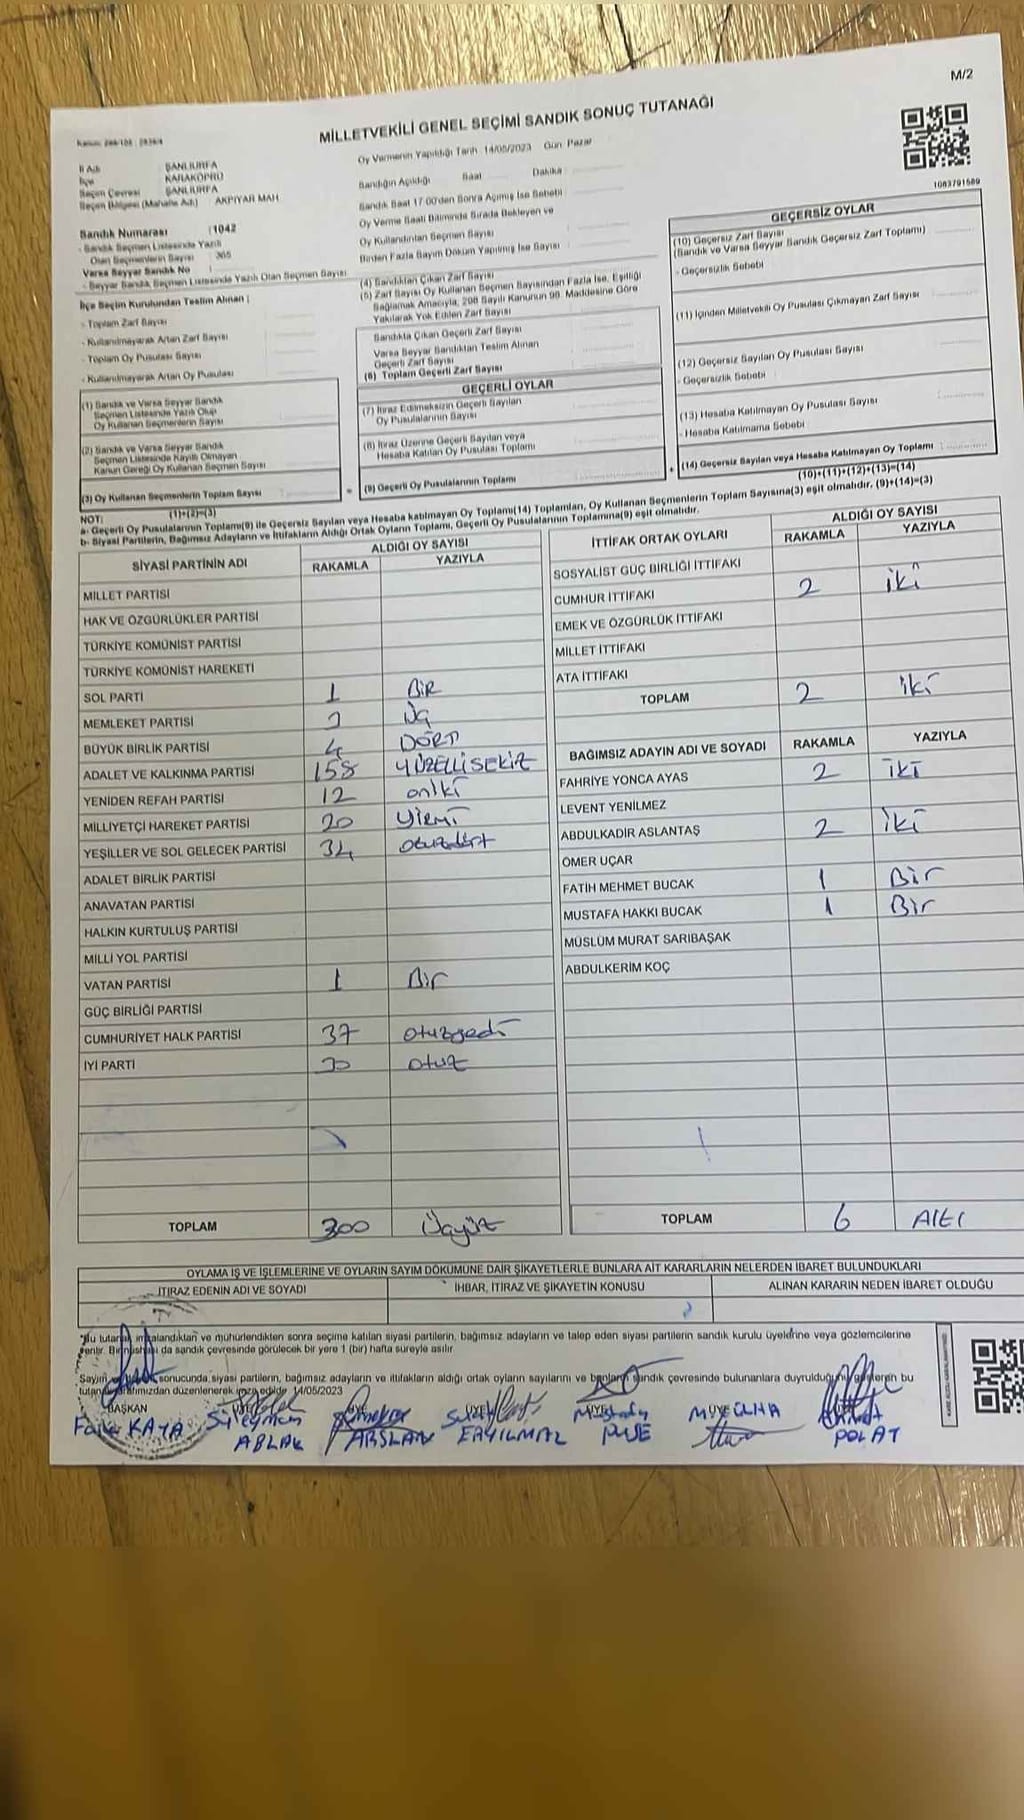 M/2
MİLLETVEKİLİ GENEL SEÇİMİ SANDIK SONUÇ TUTANAĞI
İl Adı ŞANLIURFA
İlçe KARAKÖPRÜ
Seçim Çevresi ŞANLIURFA
Seçim Bölgesi (Mahalle Adı) AKPIYAR MAH
Sandık Numarası 1042
- Sandık Seçmen Listesinde Yazılı
Olan Seçmenlerin Sayısı 365
Varsa Seyyar Sandık No
- Seyyar Sandık Seçmen Listesinde Yazılı Olan Seçmen Sayısı
Oy Vermenin Yapıldığı Tarih 14/05/2023 Gün Pazar
Sandığın Açıldığı Saat Dakika
Sandık Saat 17:00'den Sonra Açılmış İse Sebebi
Oy Verme Saati Bitiminde Sırada Bekleyen ve
Oy Kullandırılan Seçmen Sayısı
Birden Fazla Sayım Döküm Yapılmış İse Sayısı
1083791589
İlçe Seçim Kurulundan Teslim Alınan
- Toplam Zarf Sayısı
- Kullanılmayarak Artan Zarf Sayısı
- Toplam Oy Pusulası Sayısı
- Kullanılmayarak Artan Oy Pusulası
(1) Sandık ve Varsa Seyyar Sandık
Seçmen Listesinde Yazılı Olup
Oy Kullanan Seçmenlerin Sayısı
(2) Sandık ve Varsa Seyyar Sandık
Seçmen Listesinde Kayıtlı Olmayan
Kanun Gereği Oy Kullanan Seçmen Sayısı
(3) Oy Kullanan Seçmenlerin Toplam Sayısı
(1)+(2)=(3)
(4) Sandıktan Çıkan Zarf Sayısı
(5) Zarf Sayısı Oy Kullanan Seçmen Sayısından Fazla İse, Eşitliği
Sağlamak Amacıyla, 298 Sayılı Kanunun 98. Maddesine Göre
Yakılarak Yok Edilen Zarf Sayısı
Sandıkta Çıkan Geçerli Zarf Sayısı
Varsa Seyyar Sandıktan Teslim Alınan
Geçerli Zarf Sayısı
(6) Toplam Geçerli Zarf Sayısı
GEÇERLİ OYLAR
(7) İtiraz Edilmeksizin Geçerli Sayılan
Oy Pusulalarının Sayısı
(8) İtiraz Üzerine Geçerli Sayılan veya
Hesaba Katılan Oy Pusulası Toplamı
(9) Geçerli Oy Pusulalarının Toplamı
GEÇERSİZ OYLAR
(10) Geçersiz Zarf Sayısı
(Sandık ve Varsa Seyyar Sandık Geçersiz Zarf Toplamı)
- Geçersizlik Sebebi
(11) İçinden Milletvekili Oy Pusulası Çıkmayan Zarf Sayısı
(12) Geçersiz Sayılan Oy Pusulası Sayısı
- Geçersizlik Sebebi
(13) Hesaba Katılmayan Oy Pusulası Sayısı
- Hesaba Katılmama Sebebi
(14) Geçersiz Sayılan veya Hesaba Katılmayan Oy Toplamı
(10)+(11)+(12)+(13)=(14)
NOT:
a- Geçerli Oy Pusulalarının Toplamı(9) ile Geçersiz Sayılan veya Hesaba katılmayan Oy Toplamı(14) Toplamları, Oy Kullanan Seçmenlerin Toplam Sayısına(3) eşit olmalıdır, (9)+(14)=(3)
b- Siyasi Partilerin, Bağımsız Adayların ve İttifakların Aldığı Ortak Oyların Toplamı, Geçerli Oy Pusulalarının Toplamına(9) eşit olmalıdır.
SİYASİ PARTİNİN ADI ALDIĞI OY SAYISI
RAKAMLA YAZIYLA
MİLLET PARTİSİ
HAK VE ÖZGÜRLÜKLER PARTİSİ
TÜRKİYE KOMÜNİST PARTİSİ
TÜRKİYE KOMÜNİST HAREKETİ
SOL PARTİ 1 BİR
MEMLEKET PARTİSİ 3 Üç
BÜYÜK BİRLİK PARTİSİ 4 DÖRT
ADALET VE KALKINMA PARTİSİ 158 YÜZELLİSEKİZ
YENİDEN REFAH PARTİSİ 12 oniki
MİLLİYETÇİ HAREKET PARTİSİ 20 Yirmi
YEŞİLLER VE SOL GELECEK PARTİSİ 34 otuzdört
ADALET BİRLİK PARTİSİ
ANAVATAN PARTİSİ
HALKIN KURTULUŞ PARTİSİ
MİLLİ YOL PARTİSİ
VATAN PARTİSİ 1 Bir
GÜÇ BİRLİĞİ PARTİSİ
CUMHURİYET HALK PARTİSİ 37 otuzyedi
İYİ PARTİ 30 otuz
TOPLAM 300 Üçyüz
İTTİFAK ORTAK OYLARI ALDIĞI OY SAYISI
RAKAMLA YAZIYLA
SOSYALİST GÜÇ BİRLİĞİ İTTİFAKI
CUMHUR İTTİFAKI 2 iki
EMEK VE ÖZGÜRLÜK İTTİFAKI
MİLLET İTTİFAKI
ATA İTTİFAKI
TOPLAM 2 iki
BAĞIMSIZ ADAYIN ADI VE SOYADI RAKAMLA YAZIYLA
FAHRİYE YONCA AYAS 2 iki
LEVENT YENİLMEZ
ABDULKADİR ASLANTAŞ 2 iki
ÖMER UÇAR
FATİH MEHMET BUCAK 1 Bir
MUSTAFA HAKKI BUCAK 1 Bir
MÜSLÜM MURAT SARIBAŞAK
ABDULKERİM KOÇ
TOPLAM 6 Altı
OYLAMA İŞ VE İŞLEMLERİNE VE OYLARIN SAYIM DÖKÜMÜNE DAİR ŞİKAYETLERLE BUNLARA AİT KARARLARIN NELERDEN İBARET BULUNDUKLARI
İTİRAZ EDENİN ADI VE SOYADI İHBAR, İTİRAZ VE ŞİKAYETİN KONUSU ALINAN KARARIN NEDEN İBARET OLDUĞU
*Bu tutanak imzalandıktan ve mühürlendikten sonra seçime katılan siyasi partilerin, bağımsız adayların ve talep eden siyasi partilerin sandık kurulu üyelerine veya gözlemcilerine
verilir. Bir nüshası da sandık çevresinde görülecek bir yere 1 (bir) hafta süreyle asılır.
Sayım sonucunda, siyasi partilerin, bağımsız adayların ve ittifakların aldığı ortak oyların sayılarını ve bunların sandık çevresinde bulunanlara duyrulduğunu gösteren bu
tutanak tarafımızdan düzenlenerek imza edildi. 14/05/2023
BAŞKAN ÜYE ÜYE ÜYE ÜYE ÜYE
KAYA Süleyman ABLAK ARSLAN ERYILMAZ POLAT